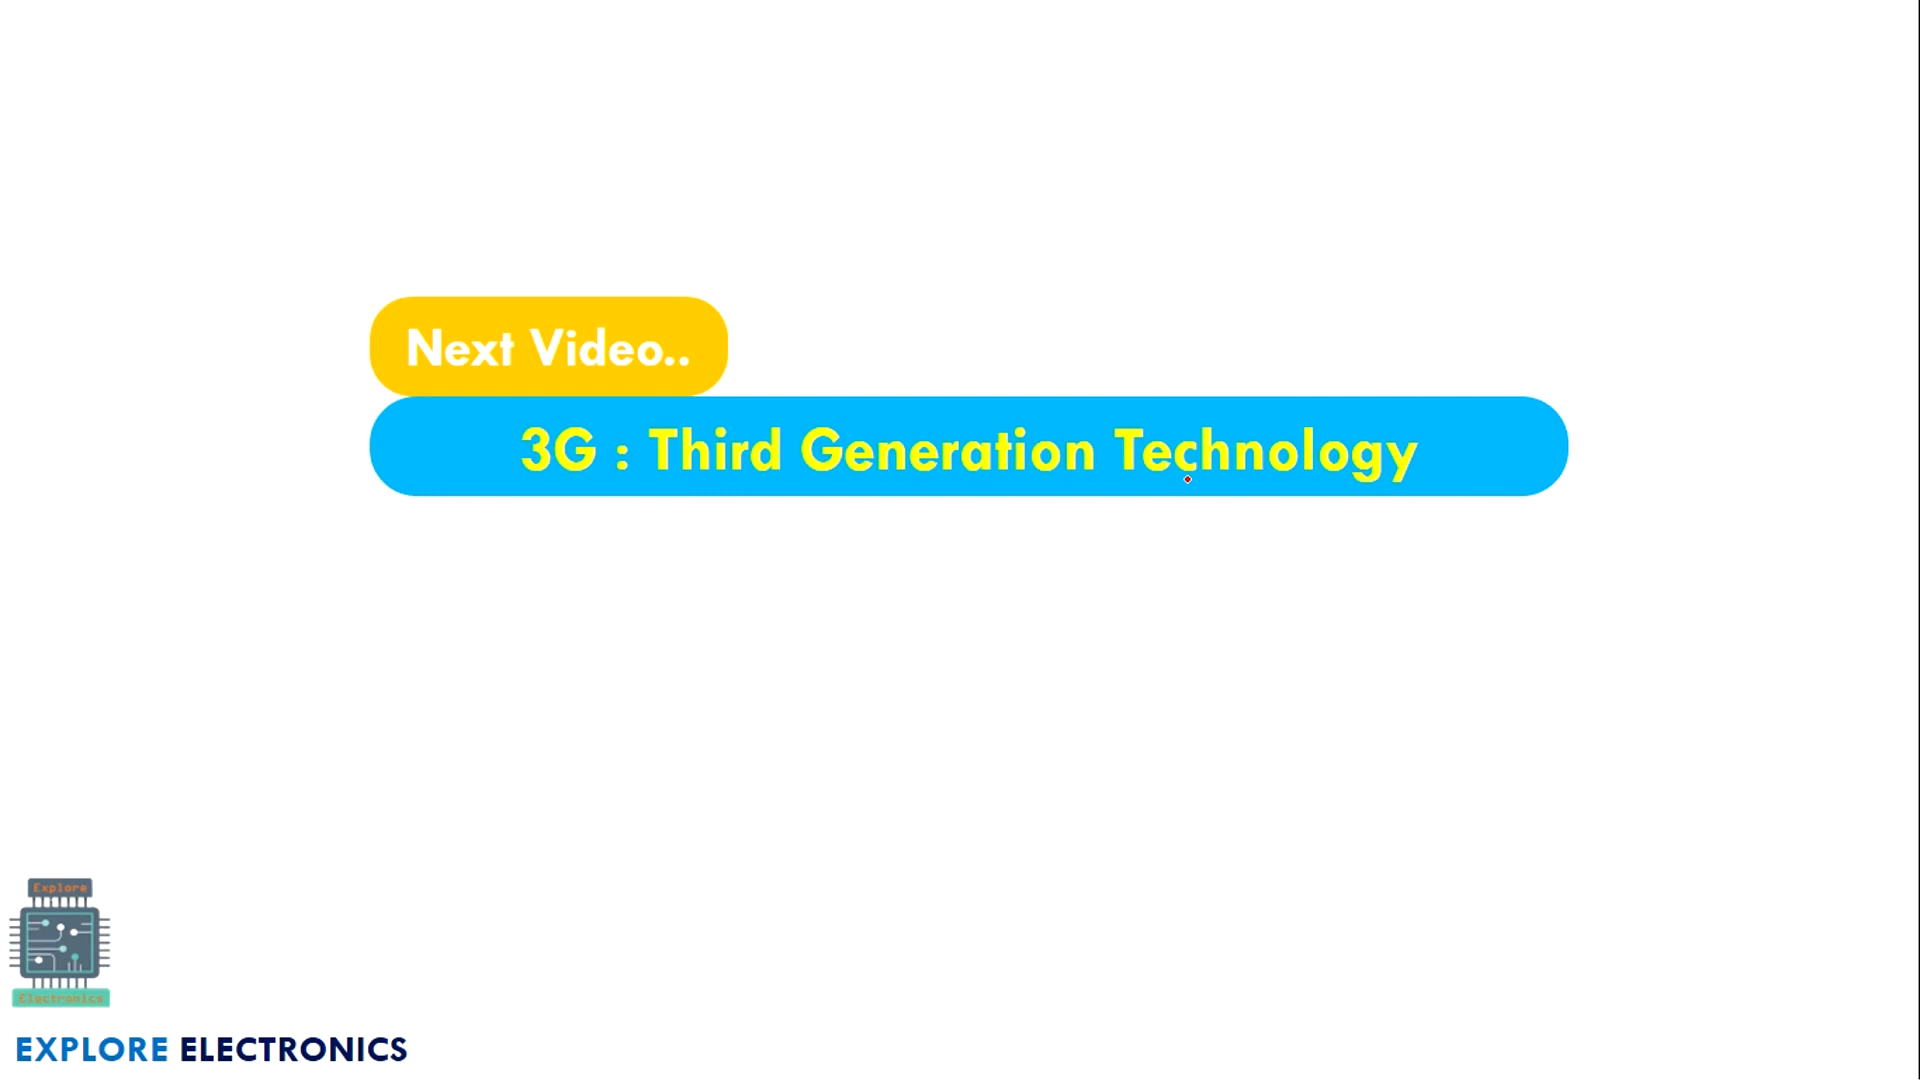 Next Video..
3G : Third Generation Technology
Explore
Electronics
EXPLORE ELECTRONICS